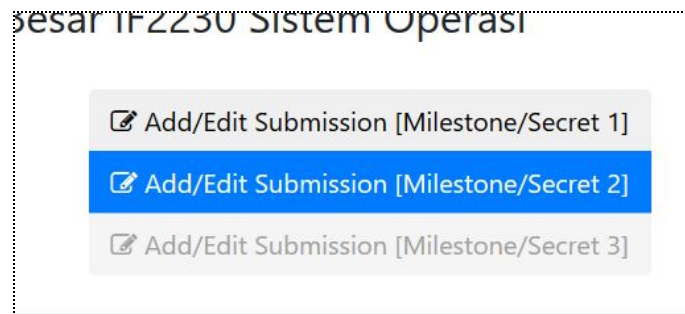 Besar IF2230 Sistem Operasi
Add/Edit Submission [Milestone/Secret 1]
Add/Edit Submission [Milestone/Secret 2]
Add/Edit Submission [Milestone/Secret 3]